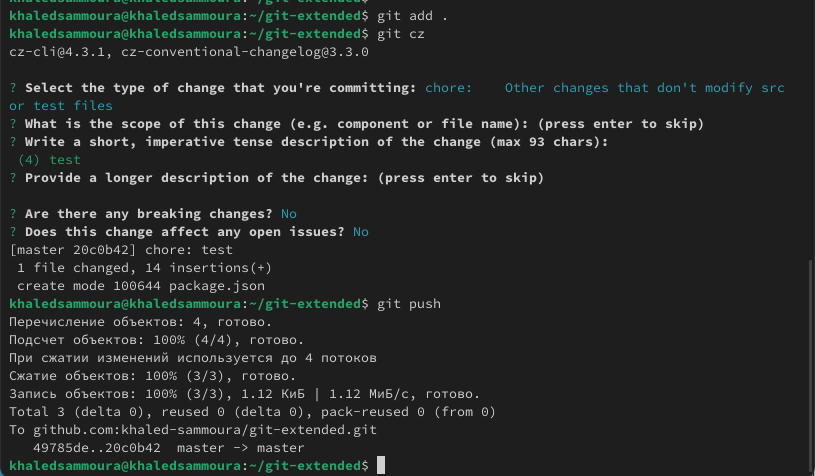 khaledsammoura@khaledsammoura:~/git-extended$ git add .
khaledsammoura@khaledsammoura:~/git-extended$ git cz
cz-cli@4.3.1, cz-conventional-changelog@3.3.0
? Select the type of change that you're committing: chore:    Other changes that don't modify src
or test files
? What is the scope of this change (e.g. component or file name): (press enter to skip)
? Write a short, imperative tense description of the change (max 93 chars):
 (4) test
? Provide a longer description of the change: (press enter to skip)
? Are there any breaking changes? No
? Does this change affect any open issues? No
[master 20c0b42] chore: test
 1 file changed, 14 insertions(+)
 create mode 100644 package.json
khaledsammoura@khaledsammoura:~/git-extended$ git push
Перечисление объектов: 4, готово.
Подсчет объектов: 100% (4/4), готово.
При сжатии изменений используется до 4 потоков
Сжатие объектов: 100% (3/3), готово.
Запись объектов: 100% (3/3), 1.12 КиБ | 1.12 МиБ/с, готово.
Total 3 (delta 0), reused 0 (delta 0), pack-reused 0 (from 0)
To github.com:khaled-sammoura/git-extended.git
   49785de..20c0b42  master -> master
khaledsammoura@khaledsammoura:~/git-extended$